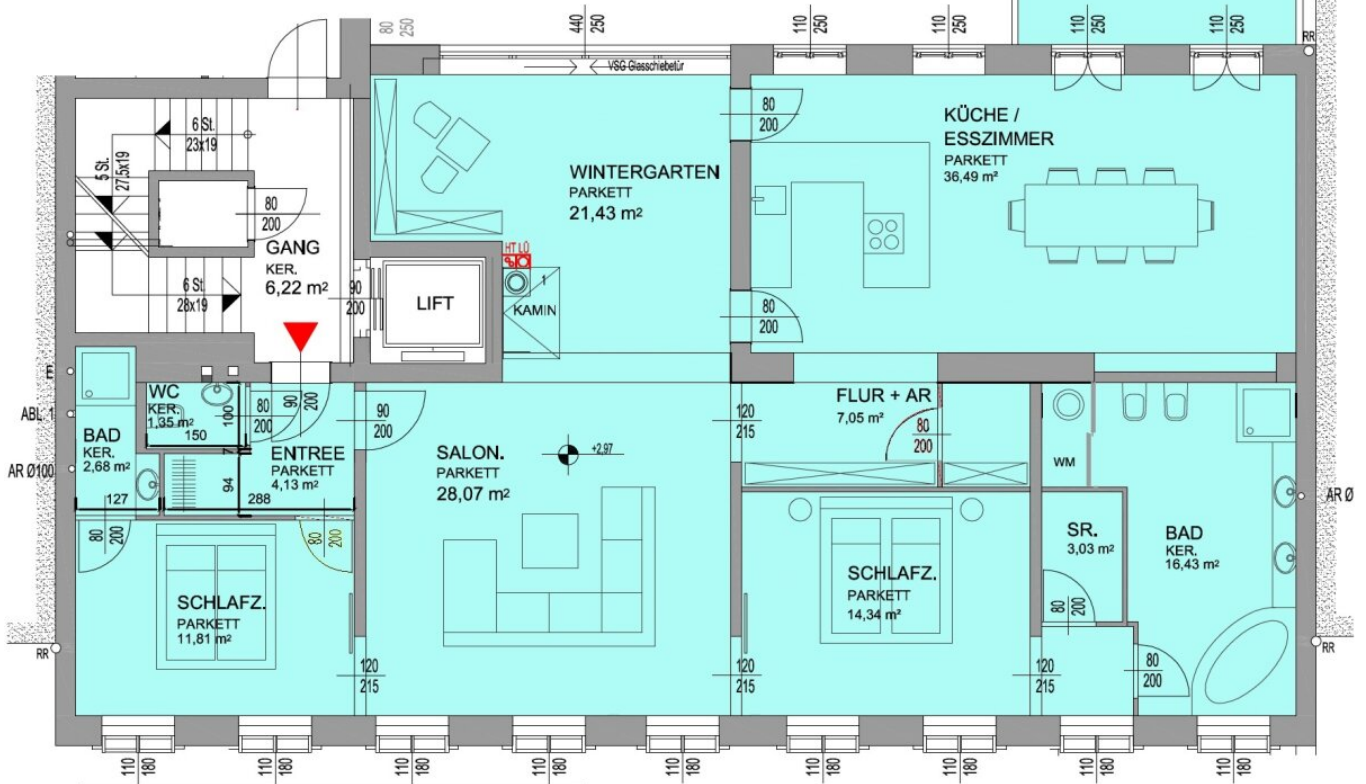 80
250
440
250
110
250
110
250
110
250
110
250
RR
VSG Glasschiebetür
6 St.
23x19
5 St.
27,5x19
80
200
GANG
KER.
6,22 m²
6 St.
28x19
90
200
LIFT
WINTERGARTEN
PARKETT
21,43 m²
HT LÜ
1
KAMIN
80
200
80
200
KÜCHE /
ESSZIMMER
PARKETT
36,49 m²
E
ABL 1
AR Ø100
WC
KER.
1,35 m²
100
150
BAD
KER.
2,68 m²
127
80
200
90
200
7
94
288
ENTREE
PARKETT
4,13 m²
90
200
SALON.
PARKETT
28,07 m²
+2,97
120
215
FLUR + AR
7,05 m²
80
200
WM
AR Ø
80
200
80
200
SCHLAFZ.
PARKETT
11,81 m²
SCHLAFZ.
PARKETT
14,34 m²
SR.
3,03 m²
80
200
BAD
KER.
16,43 m²
RR
120
215
120
215
120
215
80
200
RR
110
180
110
180
110
180
110
180
110
180
110
180
110
180
110
180
110
180